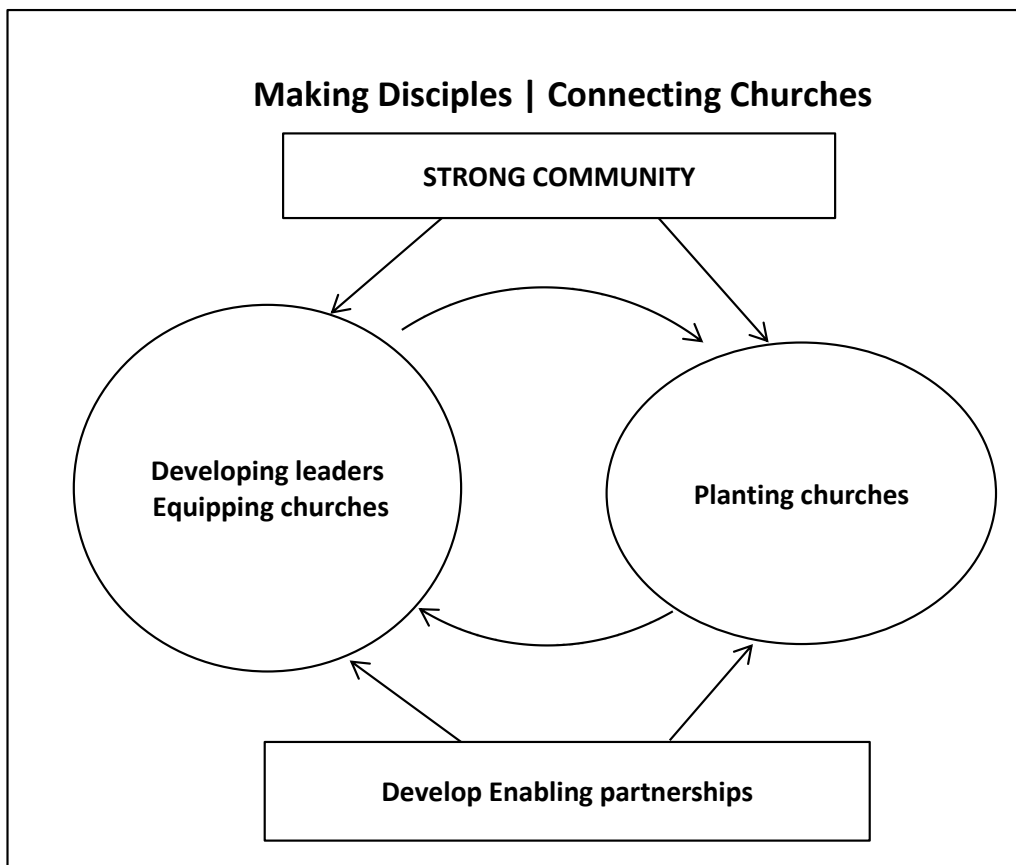 Making Disciples | Connecting Churches
STRONG COMMUNITY
Developing leaders
Equipping churches
Planting churches
Develop Enabling partnerships